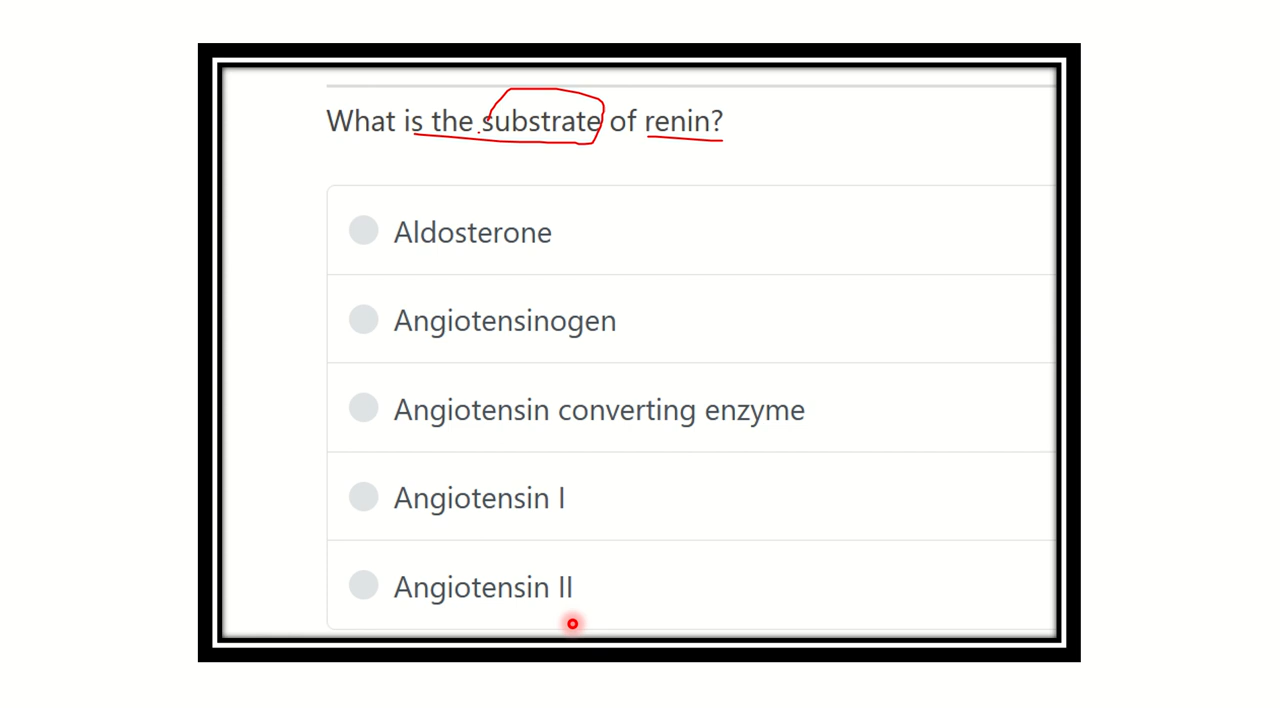 What is the substrate of renin?
Aldosterone
Angiotensinogen
Angiotensin converting enzyme
Angiotensin I
Angiotensin II